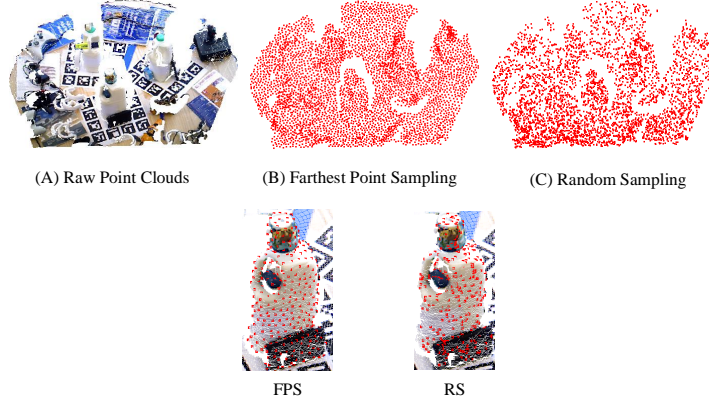 (A) Raw Point Clouds
(B) Farthest Point Sampling
(C) Random Sampling
FPS
RS